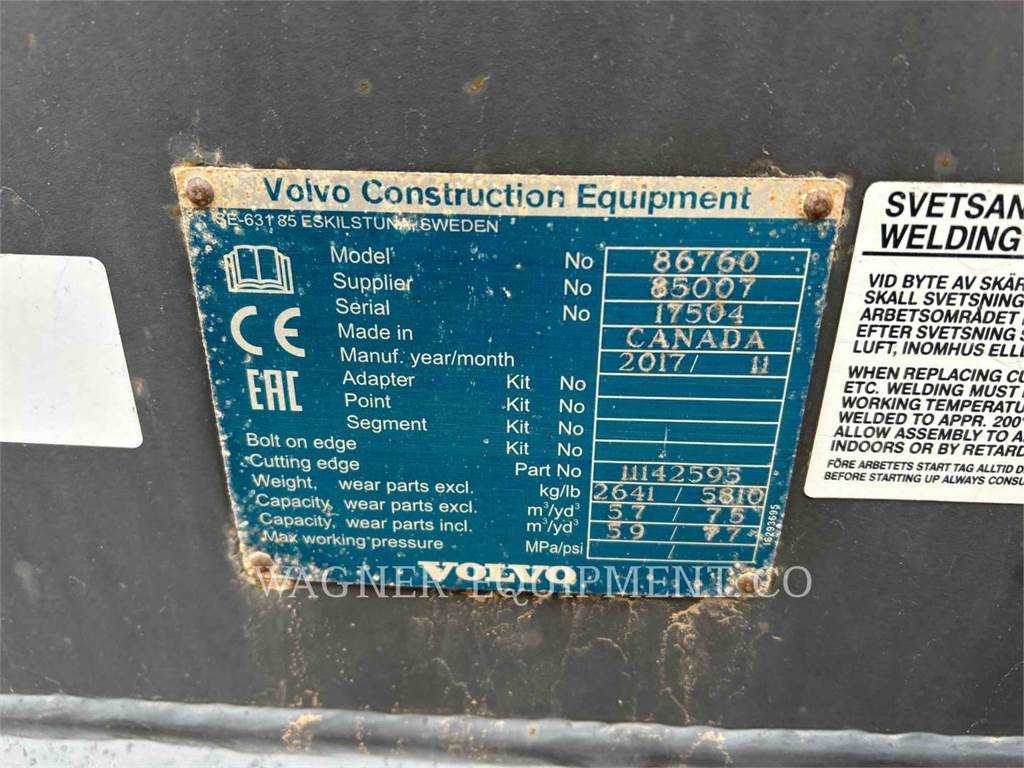 Volvo Construction Equipment
SE-631 85 ESKILSTUNA, SWEDEN
Model No 86760
Supplier No 85007
Serial No 17504
Made in CANADA
Manuf. year/month 2017/ 11
Adapter Kit No
Point Kit No
Segment Kit No
Bolt on edge Kit No
Cutting edge Part No 11142595
Weight, wear parts excl. kg/lb 2641 / 5810
Capacity, wear parts excl. m³/yd³ 5.7 / 7.5
Capacity, wear parts incl. m³/yd³ 5.9 / 7.7
Max working pressure MPa/psi
VOLVO
CE
EAC
16293695
WAGNER EQUIPMENT CO
SVETSAN
WELDING
VID BYTE AV SKÄR
SKALL SVETSNING
ARBETSOMRÅDET
EFTER SVETSNING S
LUFT, INOMHUS ELLE
WHEN REPLACING CU
ETC. WELDING MUST
WORKING TEMPERATU
WELDED TO APPR. 200°
ALLOW ASSEMBLY TO A
INDOORS OR BY RETARD
FÖRE ARBETETS START TAG ALLTID D
BEFORE STARTING UP ALWAYS CONSU